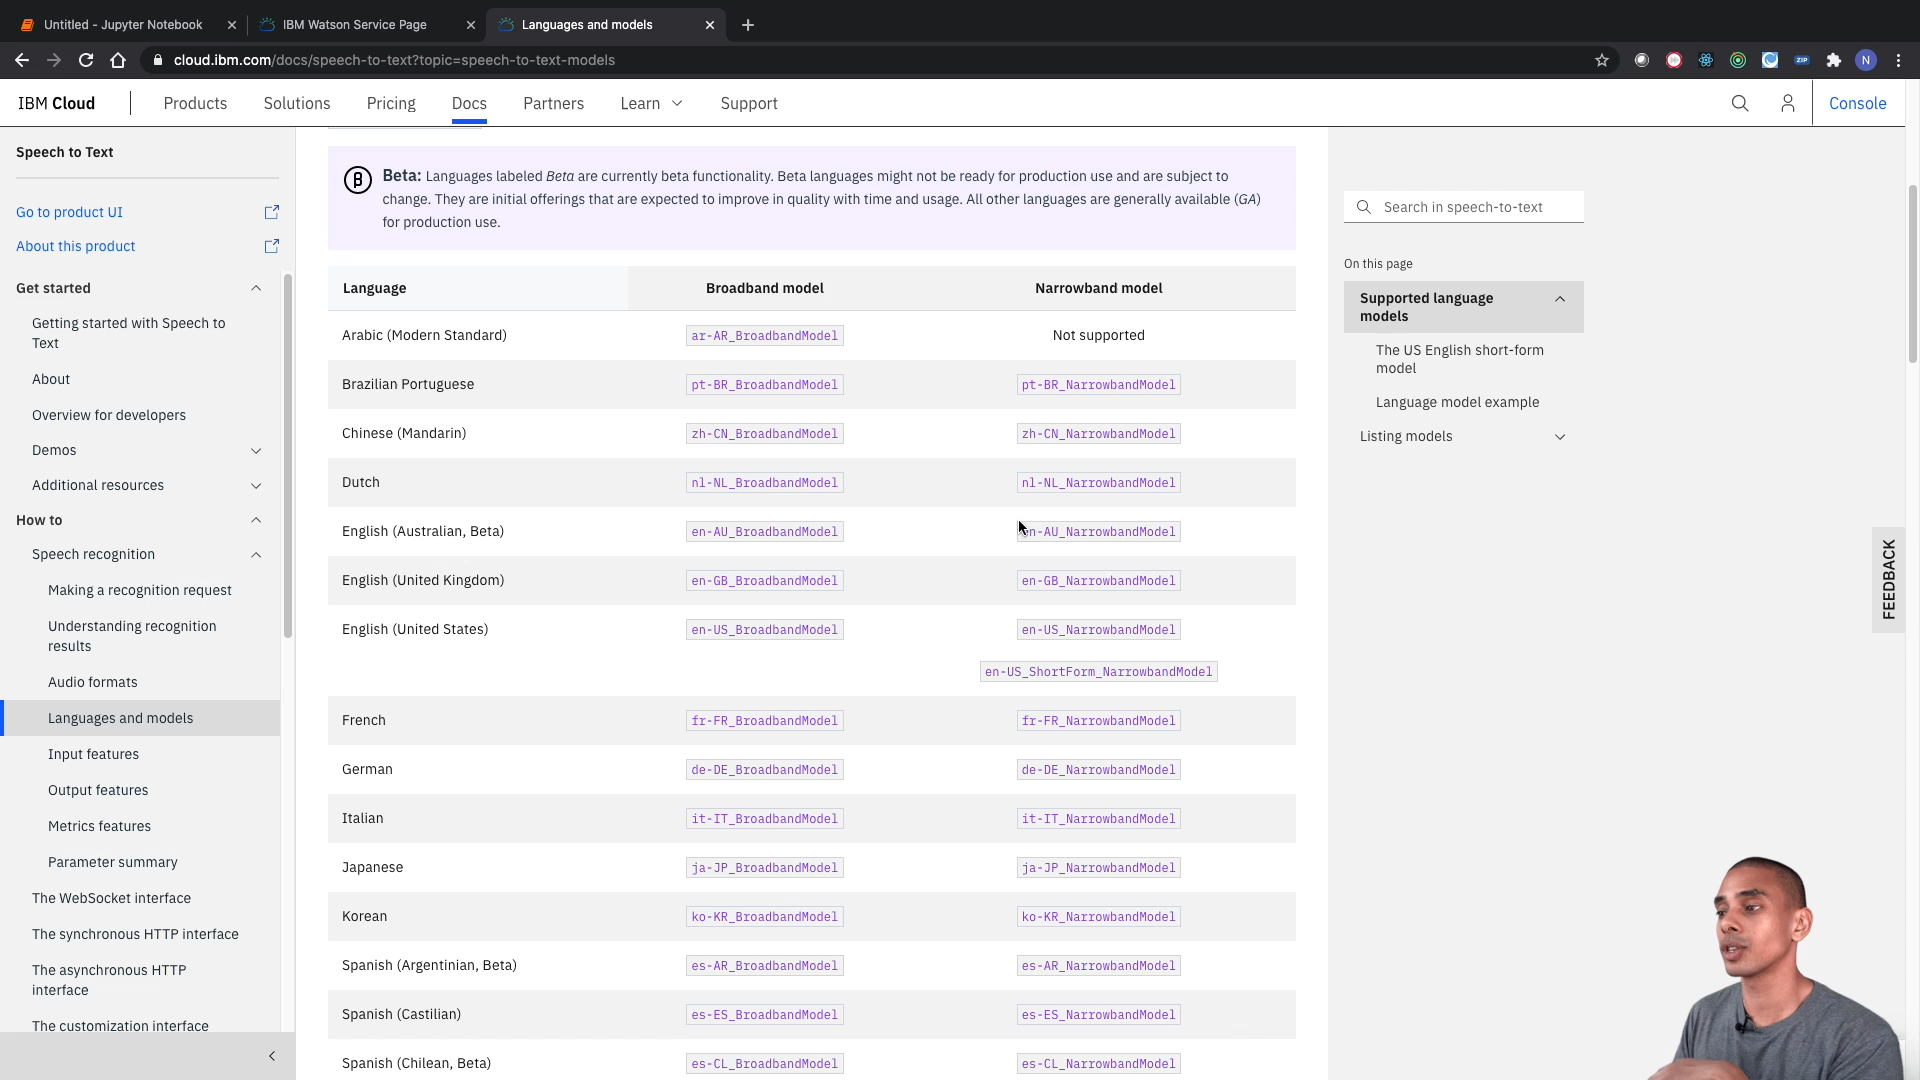 Untitled - Jupyter Notebook
IBM Watson Service Page
Languages and models
cloud.ibm.com/docs/speech-to-text?topic=speech-to-text-models
ZIP
N
IBM Cloud
Products
Solutions
Pricing
Docs
Partners
Learn
Support
Console
Speech to Text
Go to product UI
About this product
Get started
Getting started with Speech to
Text
About
Overview for developers
Demos
Additional resources
How to
Speech recognition
Making a recognition request
Understanding recognition
results
Audio formats
Languages and models
Input features
Output features
Metrics features
Parameter summary
The WebSocket interface
The synchronous HTTP interface
The asynchronous HTTP
interface
The customization interface
Beta: Languages labeled Beta are currently beta functionality. Beta languages might not be ready for production use and are subject to
change. They are initial offerings that are expected to improve in quality with time and usage. All other languages are generally available (GA)
for production use.
Language Broadband model Narrowband model
Arabic (Modern Standard) ar-AR_BroadbandModel Not supported
Brazilian Portuguese pt-BR_BroadbandModel pt-BR_NarrowbandModel
Chinese (Mandarin) zh-CN_BroadbandModel zh-CN_NarrowbandModel
Dutch nl-NL_BroadbandModel nl-NL_NarrowbandModel
English (Australian, Beta) en-AU_BroadbandModel en-AU_NarrowbandModel
English (United Kingdom) en-GB_BroadbandModel en-GB_NarrowbandModel
English (United States) en-US_BroadbandModel en-US_NarrowbandModel
en-US_ShortForm_NarrowbandModel
French fr-FR_BroadbandModel fr-FR_NarrowbandModel
German de-DE_BroadbandModel de-DE_NarrowbandModel
Italian it-IT_BroadbandModel it-IT_NarrowbandModel
Japanese ja-JP_BroadbandModel ja-JP_NarrowbandModel
Korean ko-KR_BroadbandModel ko-KR_NarrowbandModel
Spanish (Argentinian, Beta) es-AR_BroadbandModel es-AR_NarrowbandModel
Spanish (Castilian) es-ES_BroadbandModel es-ES_NarrowbandModel
Spanish (Chilean, Beta) es-CL_BroadbandModel es-CL_NarrowbandModel
Search in speech-to-text
On this page
Supported language
models
The US English short-form
model
Language model example
Listing models
FEEDBACK